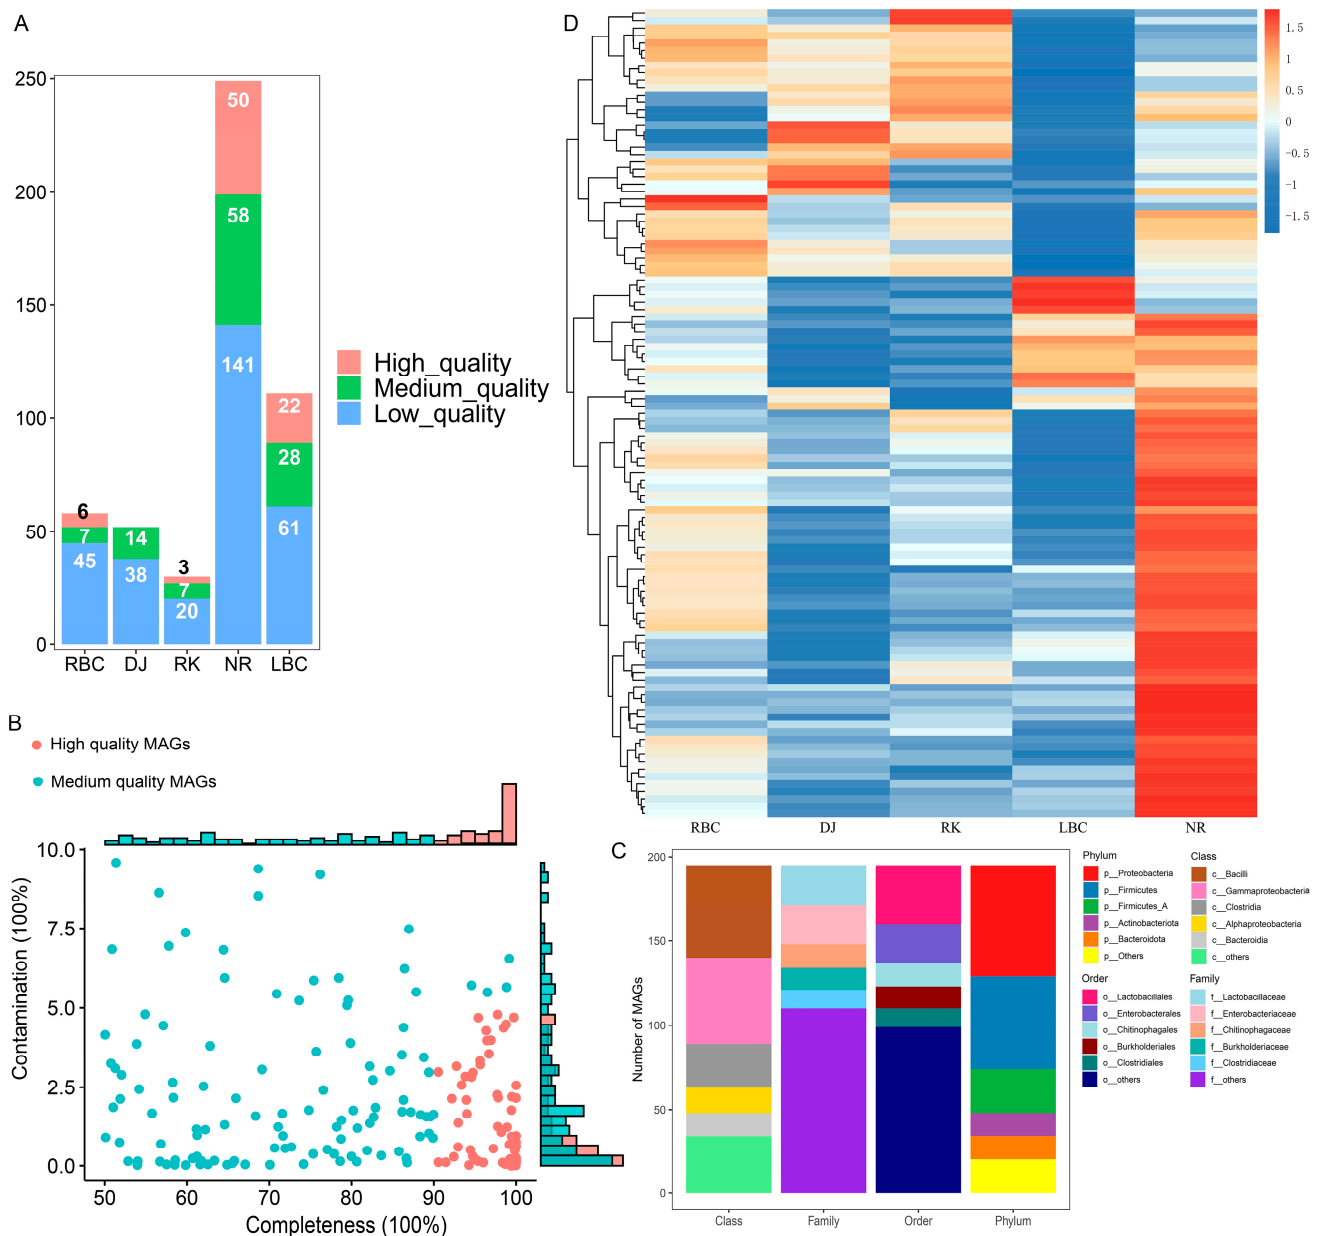 A
250
200
150
100
50
0
50
58
141
22
28
61
6
7
45
14
38
3
7
20
RBC DJ RK NR LBC
High_quality
Medium_quality
Low_quality
D
1.5
1
0.5
0
-0.5
-1
-1.5
RBC DJ RK LBC NR
B
High quality MAGs
Medium quality MAGs
Contamination (100%)
10.0
7.5
5.0
2.5
0.0
50 60 70 80 90 100
Completeness (100%)
C
Number of MAGs
200
150
100
50
0
Class Family Order Phylum
Phylum
p__Proteobacteria
p__Firmicutes
p__Firmicutes_A
p__Actinobacteriota
p__Bacteroidota
p__Others
Class
c__Bacilli
c__Gammaproteobacteria
c__Clostridia
c__Alphaproteobacteria
c__Bacteroidia
c__others
Order
o__Lactobacillales
o__Enterobacterales
o__Chitinophagales
o__Burkholderiales
o__Clostridiales
o__others
Family
f__Lactobacillaceae
f__Enterobacteriaceae
f__Chitinophagaceae
f__Burkholderiaceae
f__Clostridiaceae
f__others